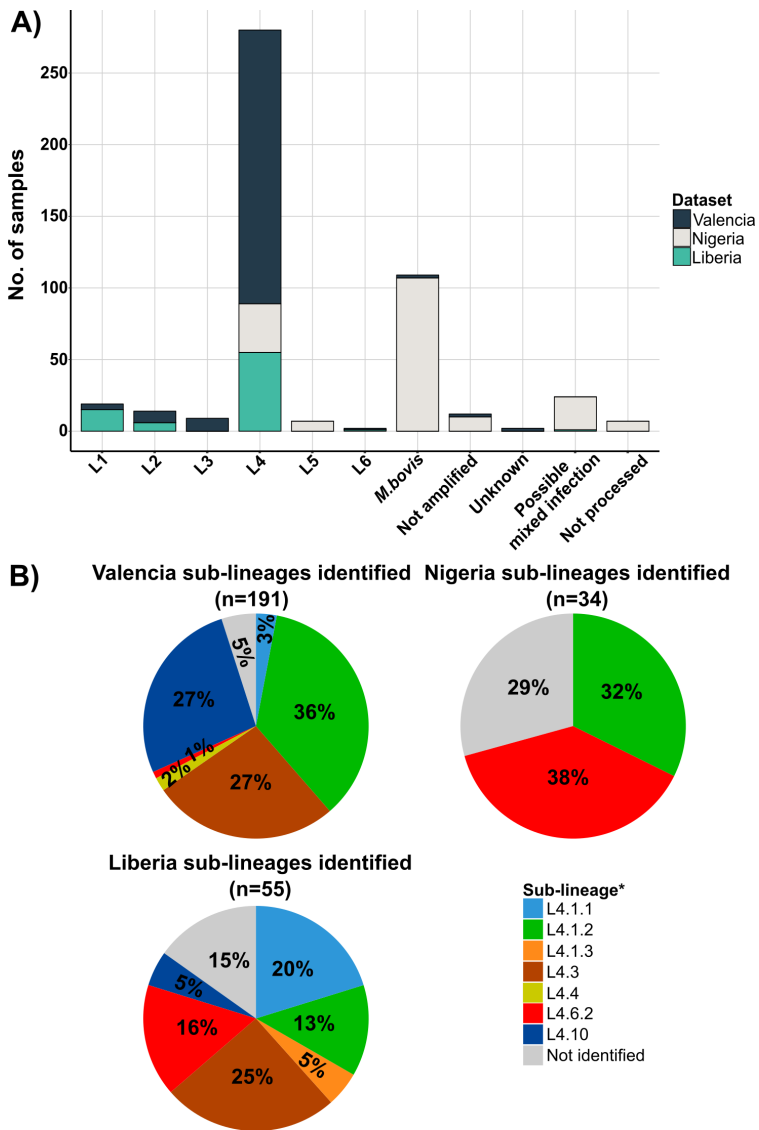 A)
No. of samples
250
200
150
100
50
0
L1
L2
L3
L4
L5
L6
M.bovis
Not amplified
Unknown
Possible
mixed infection
Not processed
Dataset
Valencia
Nigeria
Liberia
B)
Valencia sub-lineages identified
(n=191)
3%
36%
27%
2%
1%
27%
5%
Nigeria sub-lineages identified
(n=34)
32%
38%
29%
Liberia sub-lineages identified
(n=55)
20%
13%
5%
25%
16%
5%
15%
Sub-lineage*
L4.1.1
L4.1.2
L4.1.3
L4.3
L4.4
L4.6.2
L4.10
Not identified